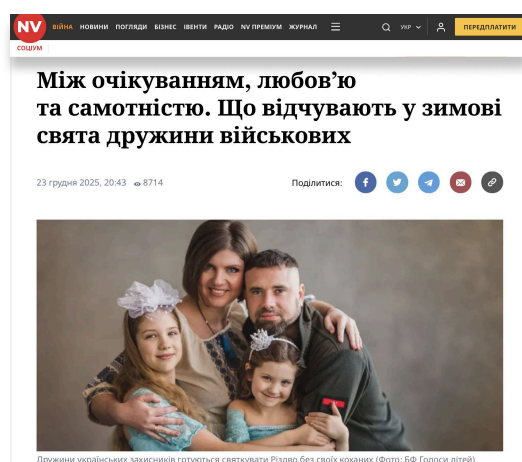 NV
ВІЙНА НОВИНИ ПОГЛЯДИ БІЗНЕС ІВЕНТИ РАДІО NV ПРЕМІУМ ЖУРНАЛ УКР ПЕРЕДПЛАТИТИ
СОЦІУМ
Між очікуванням, любов’ю
та самотністю. Що відчувають у зимові
свята дружини військових
23 грудня 2025, 20:43 8714 Поділитися:
Дружини українських захисників готуються святкувати Різдво без своїх коханих (Фото: БФ Голоси дітей)